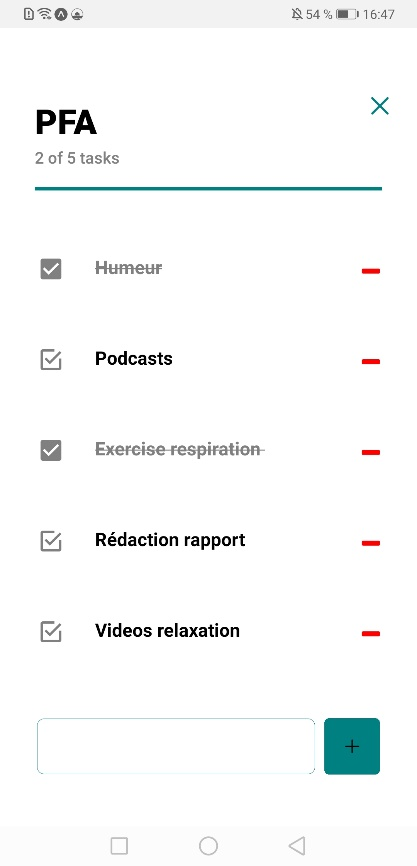 54 % 16:47
PFA
2 of 5 tasks
Humeur
Podcasts
Exercise respiration
Rédaction rapport
Videos relaxation
+